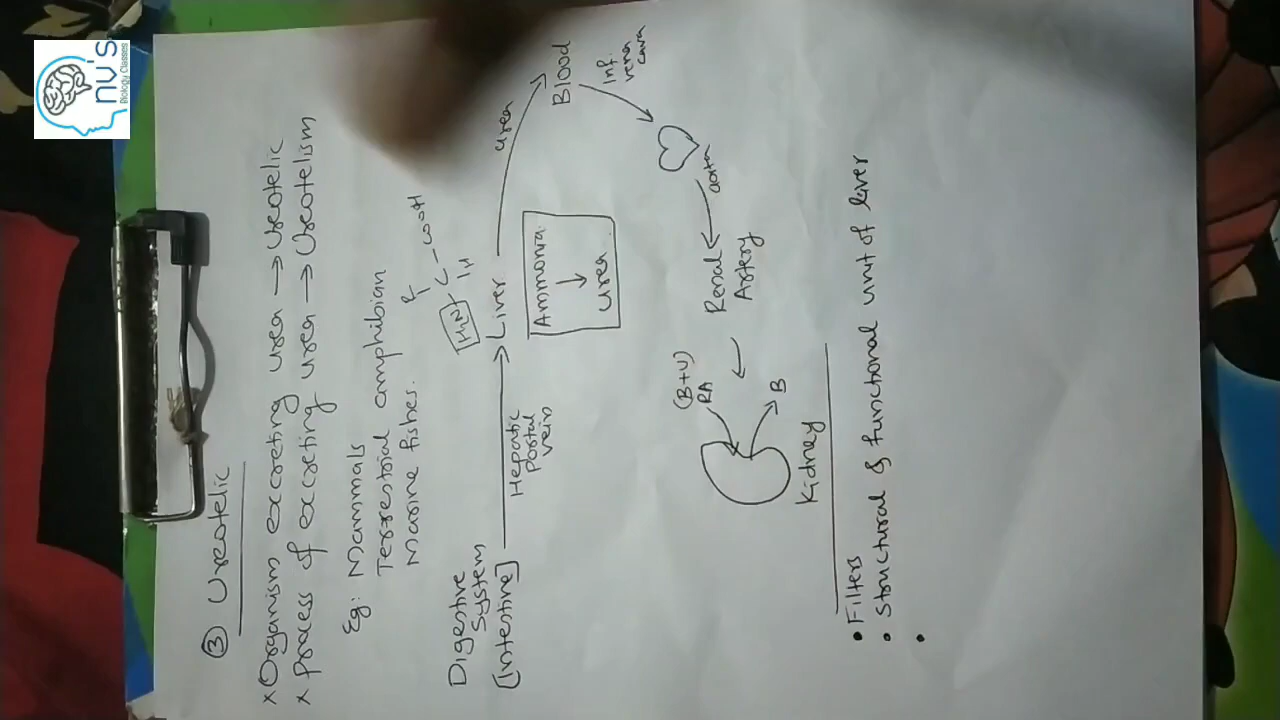 nu's
Biology Classes
③ Ureotelic
x Organism excreting urea → Ureotelic
x Process of excreting urea → Ureotelism
Eg: Mammals
Terrestrial amphibian
Marine fishes.
R
H2N C - COOH
H
Digestive
System
[Intestine]
Hepatic
Portal
vein
Liver
urea
Blood
Ammonia
↓
urea
Inf.
vena
cava
aorta
Renal
Artery
(B+U)
RA
B
Kidney
• Filters
• Structural & functional unit of liver
•